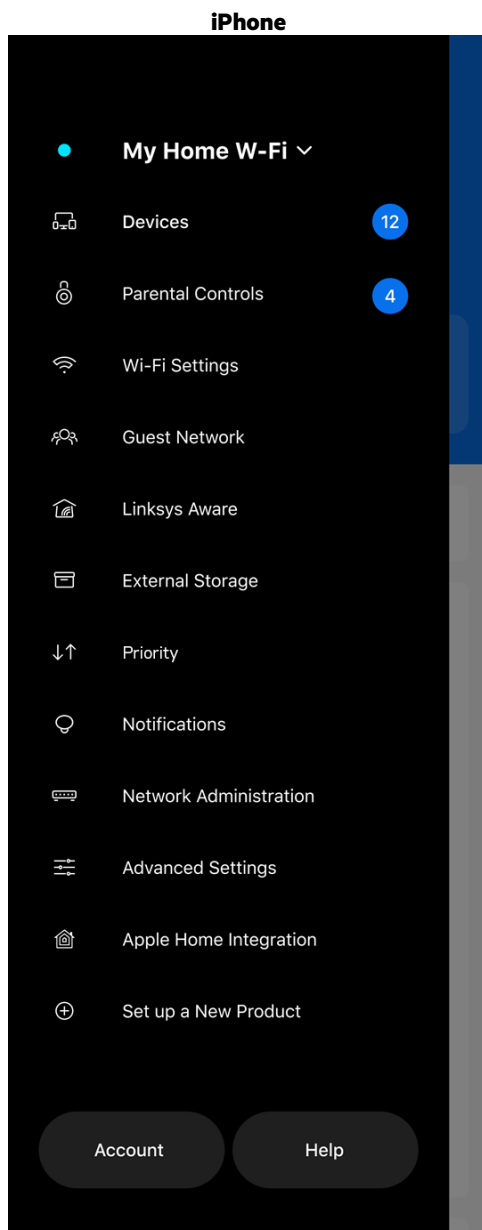 iPhone
My Home W-Fi
Devices
12
Parental Controls
4
Wi-Fi Settings
Guest Network
Linksys Aware
External Storage
Priority
Notifications
Network Administration
Advanced Settings
Apple Home Integration
Set up a New Product
Account
Help